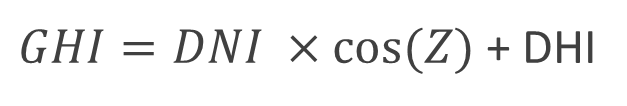 GHI = DNI × cos(Z) + DHI